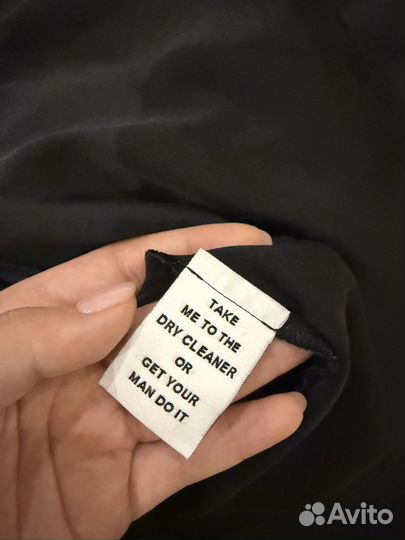 TAKE
ME TO THE
DRY CLEANER
OR
GET YOUR
MAN DO IT
Avito